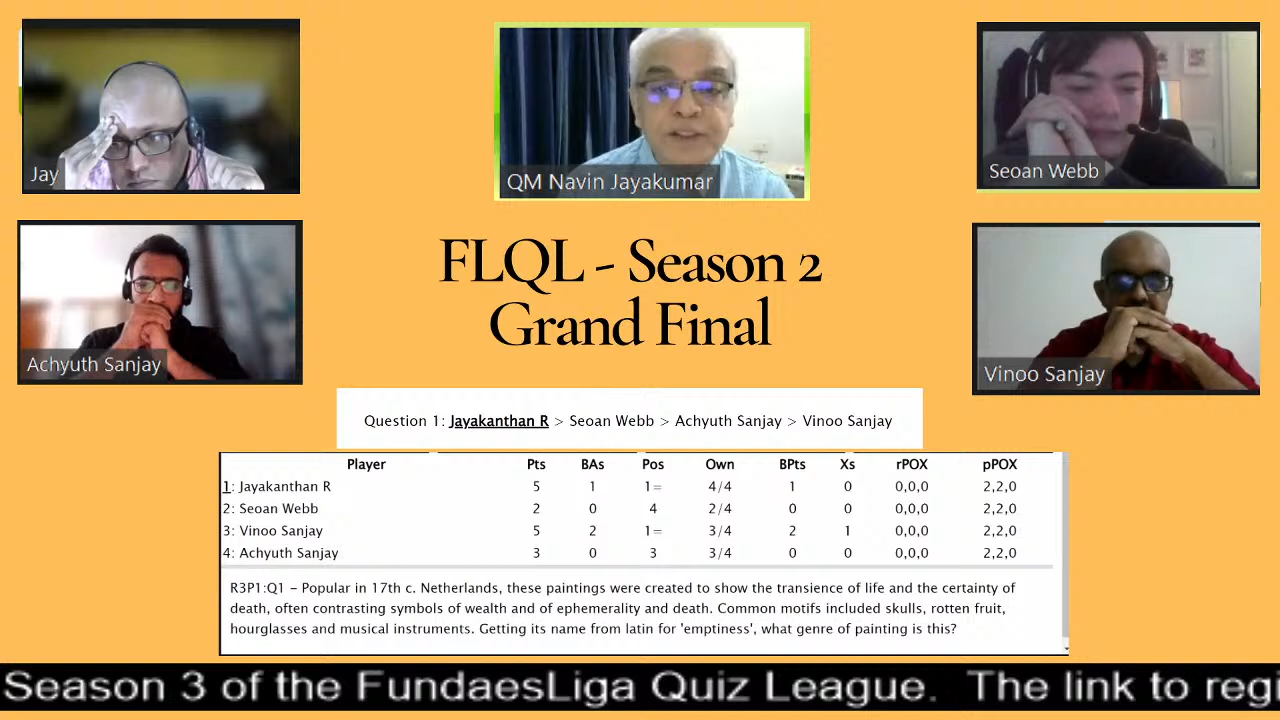 Jay
QM Navin Jayakumar
Seoan Webb
Achyuth Sanjay
Vinoo Sanjay
FLQL - Season 2
Grand Final
Question 1: Jayakanthan R > Seoan Webb > Achyuth Sanjay > Vinoo Sanjay
Player Pts BAs Pos Own BPts Xs rPOX pPOX
1: Jayakanthan R 5 1 1= 4/4 1 0 0,0,0 2,2,0
2: Seoan Webb 2 0 4 2/4 0 0 0,0,0 2,2,0
3: Vinoo Sanjay 5 2 1= 3/4 2 1 0,0,0 2,2,0
4: Achyuth Sanjay 3 0 3 3/4 0 0 0,0,0 2,2,0
R3P1:Q1 – Popular in 17th c. Netherlands, these paintings were created to show the transience of life and the certainty of
death, often contrasting symbols of wealth and of ephemerality and death. Common motifs included skulls, rotten fruit,
hourglasses and musical instruments. Getting its name from latin for 'emptiness', what genre of painting is this?
Season 3 of the FundaesLiga Quiz League. The link to regi